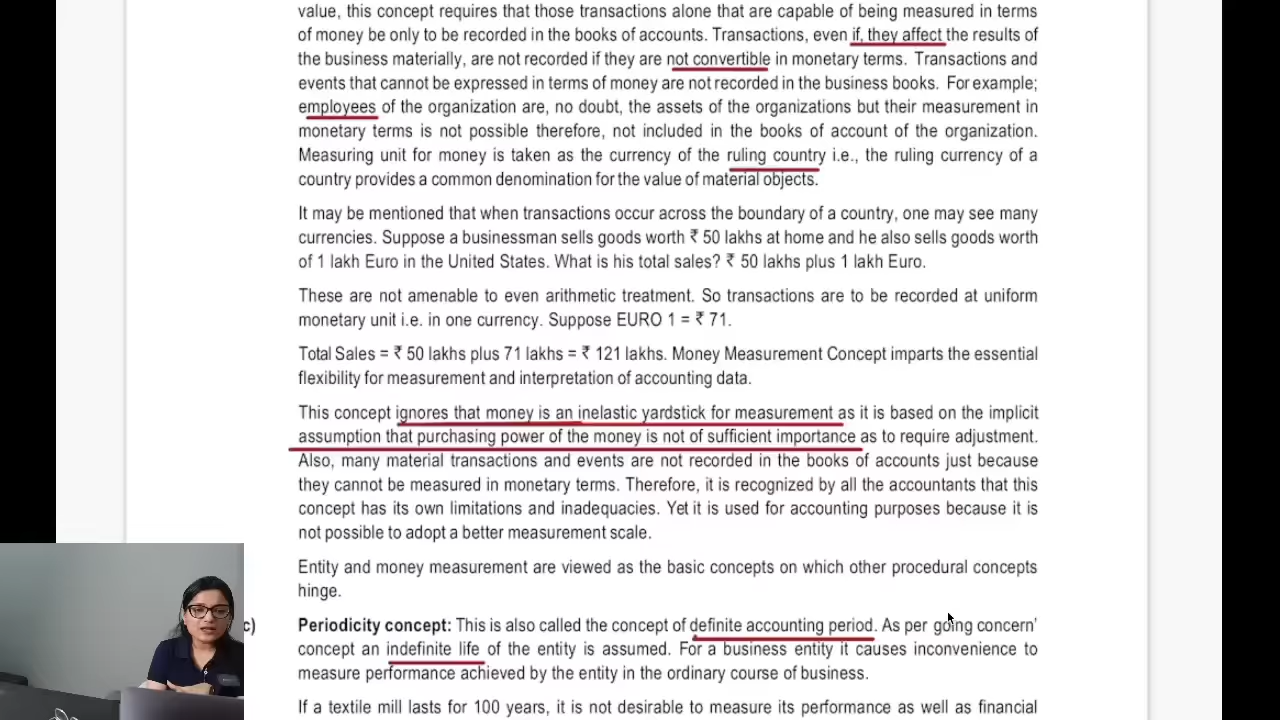 value, this concept requires that those transactions alone that are capable of being measured in terms
of money be only to be recorded in the books of accounts. Transactions, even if, they affect the results of
the business materially, are not recorded if they are not convertible in monetary terms. Transactions and
events that cannot be expressed in terms of money are not recorded in the business books. For example;
employees of the organization are, no doubt, the assets of the organizations but their measurement in
monetary terms is not possible therefore, not included in the books of account of the organization.
Measuring unit for money is taken as the currency of the ruling country i.e., the ruling currency of a
country provides a common denomination for the value of material objects.
It may be mentioned that when transactions occur across the boundary of a country, one may see many
currencies. Suppose a businessman sells goods worth ₹ 50 lakhs at home and he also sells goods worth
of 1 lakh Euro in the United States. What is his total sales? ₹ 50 lakhs plus 1 lakh Euro.
These are not amenable to even arithmetic treatment. So transactions are to be recorded at uniform
monetary unit i.e. in one currency. Suppose EURO 1 = ₹ 71.
Total Sales = ₹ 50 lakhs plus 71 lakhs = ₹ 121 lakhs. Money Measurement Concept imparts the essential
flexibility for measurement and interpretation of accounting data.
This concept ignores that money is an inelastic yardstick for measurement as it is based on the implicit
assumption that purchasing power of the money is not of sufficient importance as to require adjustment.
Also, many material transactions and events are not recorded in the books of accounts just because
they cannot be measured in monetary terms. Therefore, it is recognized by all the accountants that this
concept has its own limitations and inadequacies. Yet it is used for accounting purposes because it is
not possible to adopt a better measurement scale.
Entity and money measurement are viewed as the basic concepts on which other procedural concepts
hinge.
c) Periodicity concept: This is also called the concept of definite accounting period. As per going concern'
concept an indefinite life of the entity is assumed. For a business entity it causes inconvenience to
measure performance achieved by the entity in the ordinary course of business.
If a textile mill lasts for 100 years, it is not desirable to measure its performance as well as financial